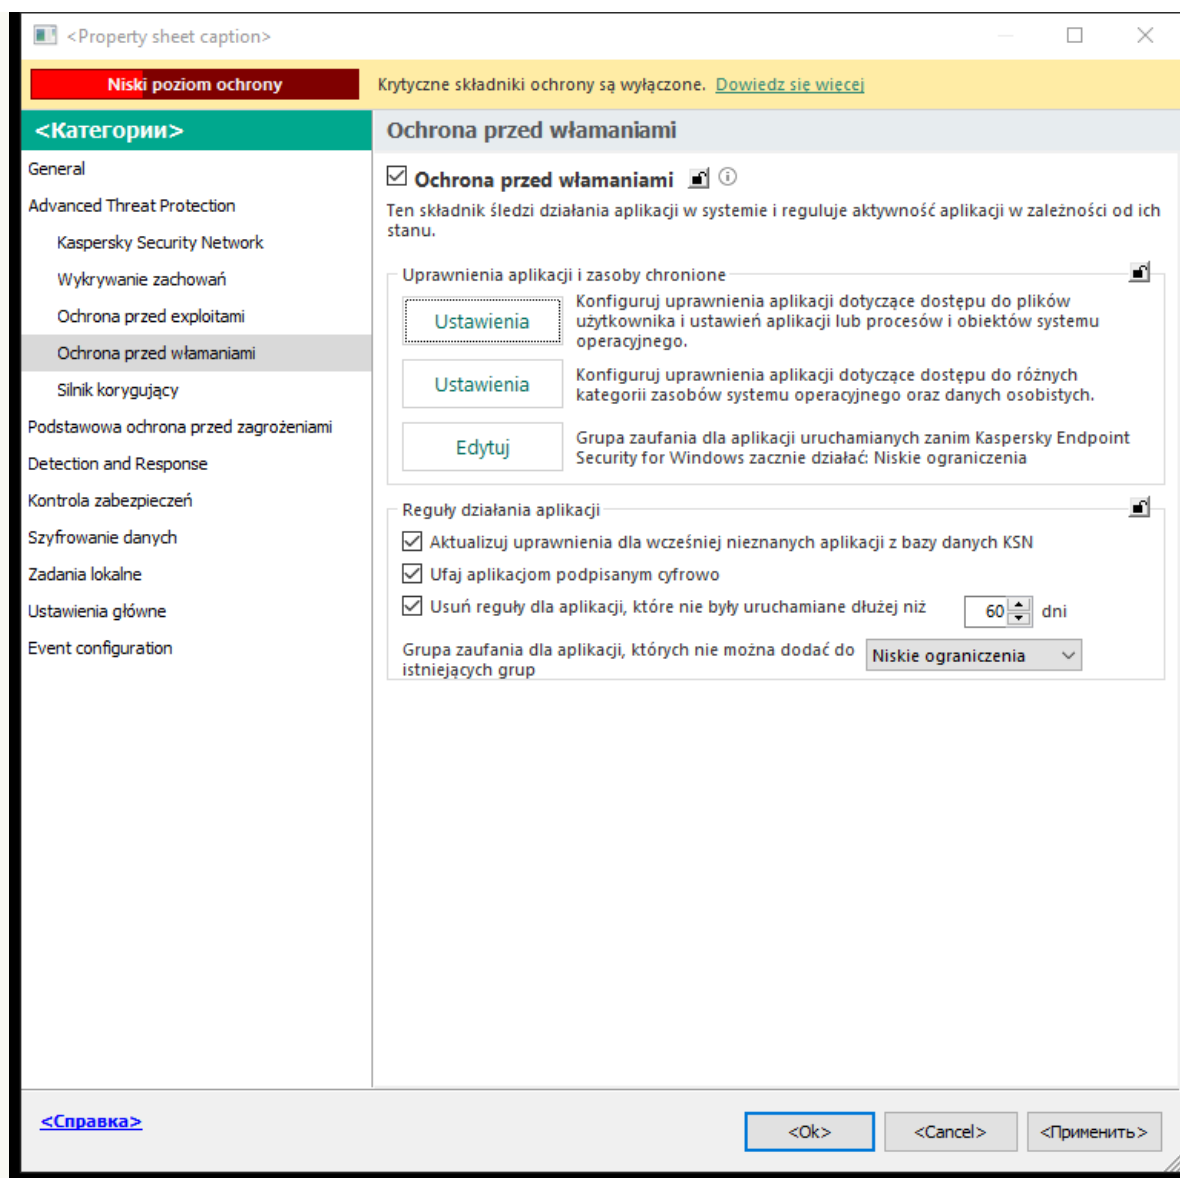 <Property sheet caption>
Niski poziom ochrony
Krytyczne składniki ochrony są wyłączone. Dowiedz się więcej
<Категории>
General
Advanced Threat Protection
Kaspersky Security Network
Wykrywanie zachowań
Ochrona przed exploitami
Ochrona przed włamaniami
Silnik korygujący
Podstawowa ochrona przed zagrożeniami
Detection and Response
Kontrola zabezpieczeń
Szyfrowanie danych
Zadania lokalne
Ustawienia główne
Event configuration
Ochrona przed włamaniami
Ochrona przed włamaniami
Ten składnik śledzi działania aplikacji w systemie i reguluje aktywność aplikacji w zależności od ich
stanu.
Uprawnienia aplikacji i zasoby chronione
Ustawienia
Konfiguruj uprawnienia aplikacji dotyczące dostępu do plików
użytkownika i ustawień aplikacji lub procesów i obiektów systemu
operacyjnego.
Ustawienia
Konfiguruj uprawnienia aplikacji dotyczące dostępu do różnych
kategorii zasobów systemu operacyjnego oraz danych osobistych.
Edytuj
Grupa zaufania dla aplikacji uruchamianych zanim Kaspersky Endpoint
Security for Windows zacznie działać: Niskie ograniczenia
Reguły działania aplikacji
Aktualizuj uprawnienia dla wcześniej nieznanych aplikacji z bazy danych KSN
Ufaj aplikacjom podpisanym cyfrowo
Usuń reguły dla aplikacji, które nie były uruchamiane dłużej niż 60 dni
Grupa zaufania dla aplikacji, których nie można dodać do
istniejących grup
Niskie ograniczenia
<Справка>
<Ok>
<Cancel>
<Применить>